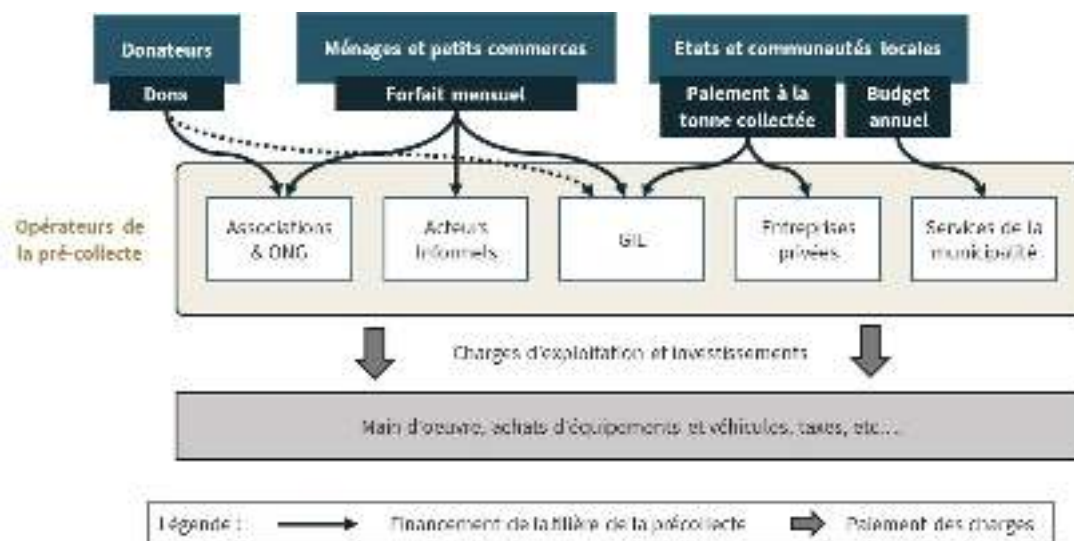 Donateurs
Ménages et petits commerces
Etats et communautés locales
Dons
Forfait mensuel
Paiement à la
tonne collectée
Budget
annuel
Opérateurs de
la pré-collecte
Associations
& ONG
Acteurs
Informels
GIE
Entreprises
privées
Services de la
municipalité
Charges d'exploitation et investissements
Main d'oeuvre, achats d'équipements et véhicules, taxes, etc...
Légende :
Financement de la filière de la précollecte
Paiement des charges